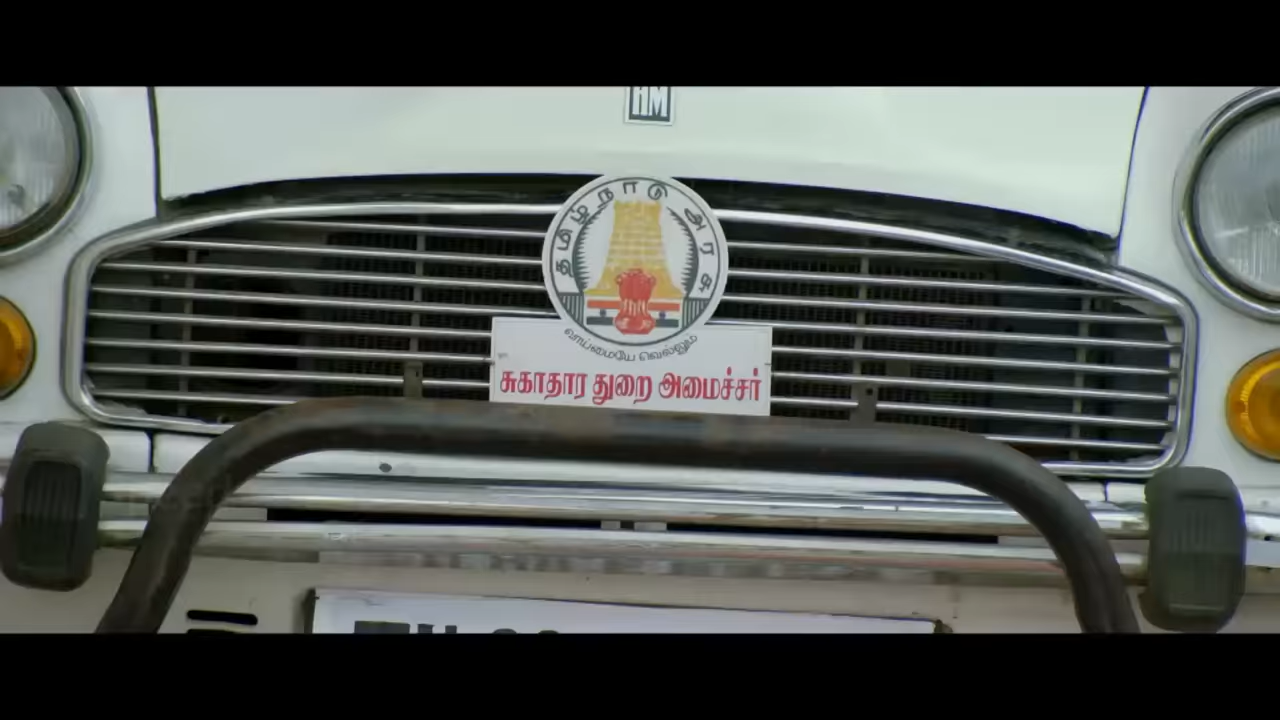 HM
தமிழ்நாடு அரசு
வாய்மையே வெல்லும்
சுகாதார துறை அமைச்சர்